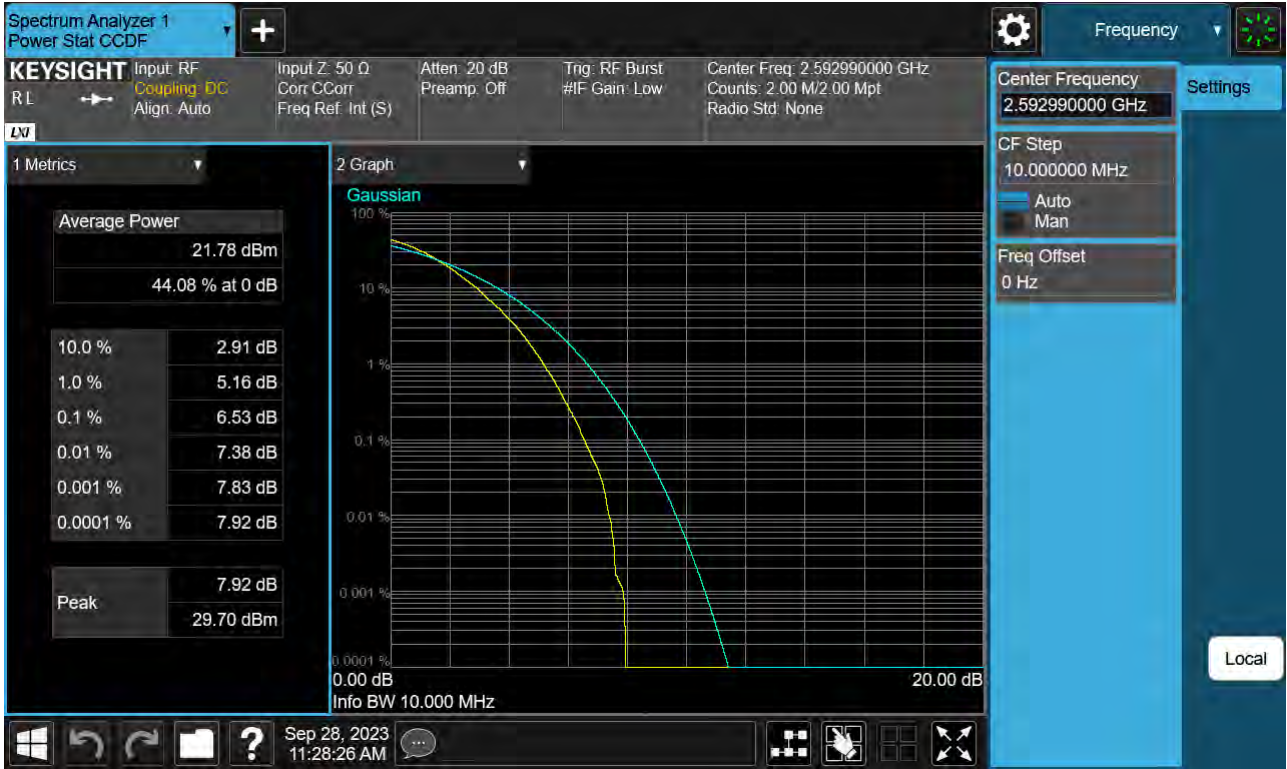 Spectrum Analyzer 1
Power Stat CCDF
+
Frequency
KEYSIGHT
R L
LXI
Input: RF
Coupling: DC
Align: Auto
Input Z: 50 Ω
Corr CCorr
Freq Ref: Int (S)
Atten: 20 dB
Preamp: Off
Trig: RF Burst
#IF Gain: Low
Center Freq: 2.592990000 GHz
Counts: 2.00 M/2.00 Mpt
Radio Std: None
Center Frequency
2.592990000 GHz
Settings
CF Step
10.000000 MHz
Auto
Man
Freq Offset
0 Hz
1 Metrics
Average Power
21.78 dBm
44.08 % at 0 dB
10.0 % 2.91 dB
1.0 % 5.16 dB
0.1 % 6.53 dB
0.01 % 7.38 dB
0.001 % 7.83 dB
0.0001 % 7.92 dB
Peak
7.92 dB
29.70 dBm
2 Graph
Gaussian
100 %
10 %
1 %
0.1 %
0.01 %
0.001 %
0.0001 %
0.00 dB 20.00 dB
Info BW 10.000 MHz
Local
?
Sep 28, 2023
11:28:26 AM